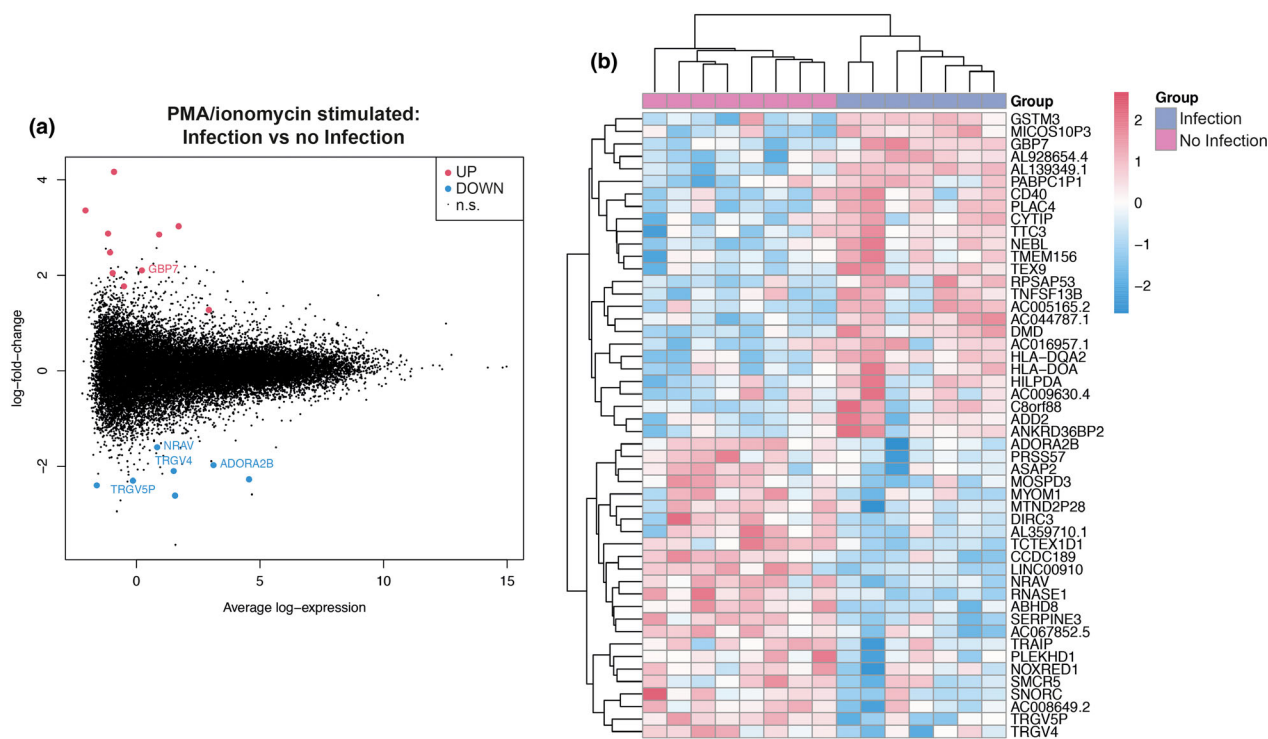 (a)
PMA/ionomycin stimulated:
Infection vs no Infection
UP
DOWN
n.s.
GBP7
NRAV
TRGV4
ADORA2B
TRGV5P
4
2
0
−2
log−fold−change
0
5
10
15
Average log−expression
(b)
Group
GSTM3
MICOS10P3
GBP7
AL928654.4
AL139349.1
PABPC1P1
CD40
PLAC4
CYTIP
TTC3
NEBL
TMEM156
TEX9
RPSAP53
TNFSF13B
AC005165.2
AC044787.1
DMD
AC016957.1
HLA−DQA2
HLA−DOA
HILPDA
AC009630.4
C8orf88
ADD2
ANKRD36BP2
ADORA2B
PRSS57
ASAP2
MOSPD3
MYOM1
MTND2P28
DIRC3
AL359710.1
TCTEX1D1
CCDC189
LINC00910
NRAV
RNASE1
ABHD8
SERPINE3
AC067852.5
TRAIP
PLEKHD1
NOXRED1
SMCR5
SNORC
AC008649.2
TRGV5P
TRGV4
2
1
0
−1
−2
Group
Infection
No Infection